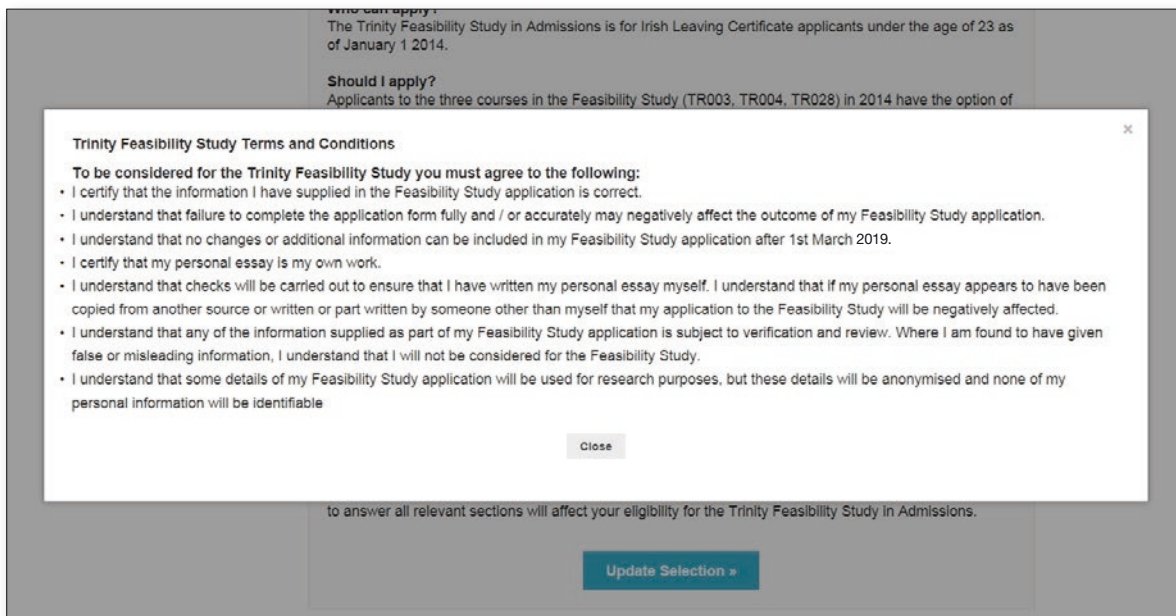 Who can apply?
The Trinity Feasibility Study in Admissions is for Irish Leaving Certificate applicants under the age of 23 as
of January 1 2014.
Should I apply?
Applicants to the three courses in the Feasibility Study (TR003, TR004, TR028) in 2014 have the option of
×
Trinity Feasibility Study Terms and Conditions
To be considered for the Trinity Feasibility Study you must agree to the following:
• I certify that the information I have supplied in the Feasibility Study application is correct.
• I understand that failure to complete the application form fully and / or accurately may negatively affect the outcome of my Feasibility Study application.
• I understand that no changes or additional information can be included in my Feasibility Study application after 1st March 2019.
• I certify that my personal essay is my own work.
• I understand that checks will be carried out to ensure that I have written my personal essay myself. I understand that if my personal essay appears to have been
copied from another source or written or part written by someone other than myself that my application to the Feasibility Study will be negatively affected.
• I understand that any of the information supplied as part of my Feasibility Study application is subject to verification and review. Where I am found to have given
false or misleading information, I understand that I will not be considered for the Feasibility Study.
• I understand that some details of my Feasibility Study application will be used for research purposes, but these details will be anonymised and none of my
personal information will be identifiable
Close
to answer all relevant sections will affect your eligibility for the Trinity Feasibility Study in Admissions.
Update Selection »